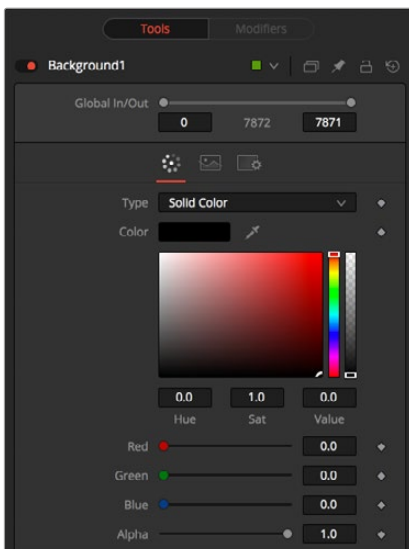 Tools Modifiers
Background1
Global In/Out
0 7872 7871
Type Solid Color
Color
0.0 1.0 0.0
Hue Sat Value
Red 0.0
Green 0.0
Blue 0.0
Alpha 1.0